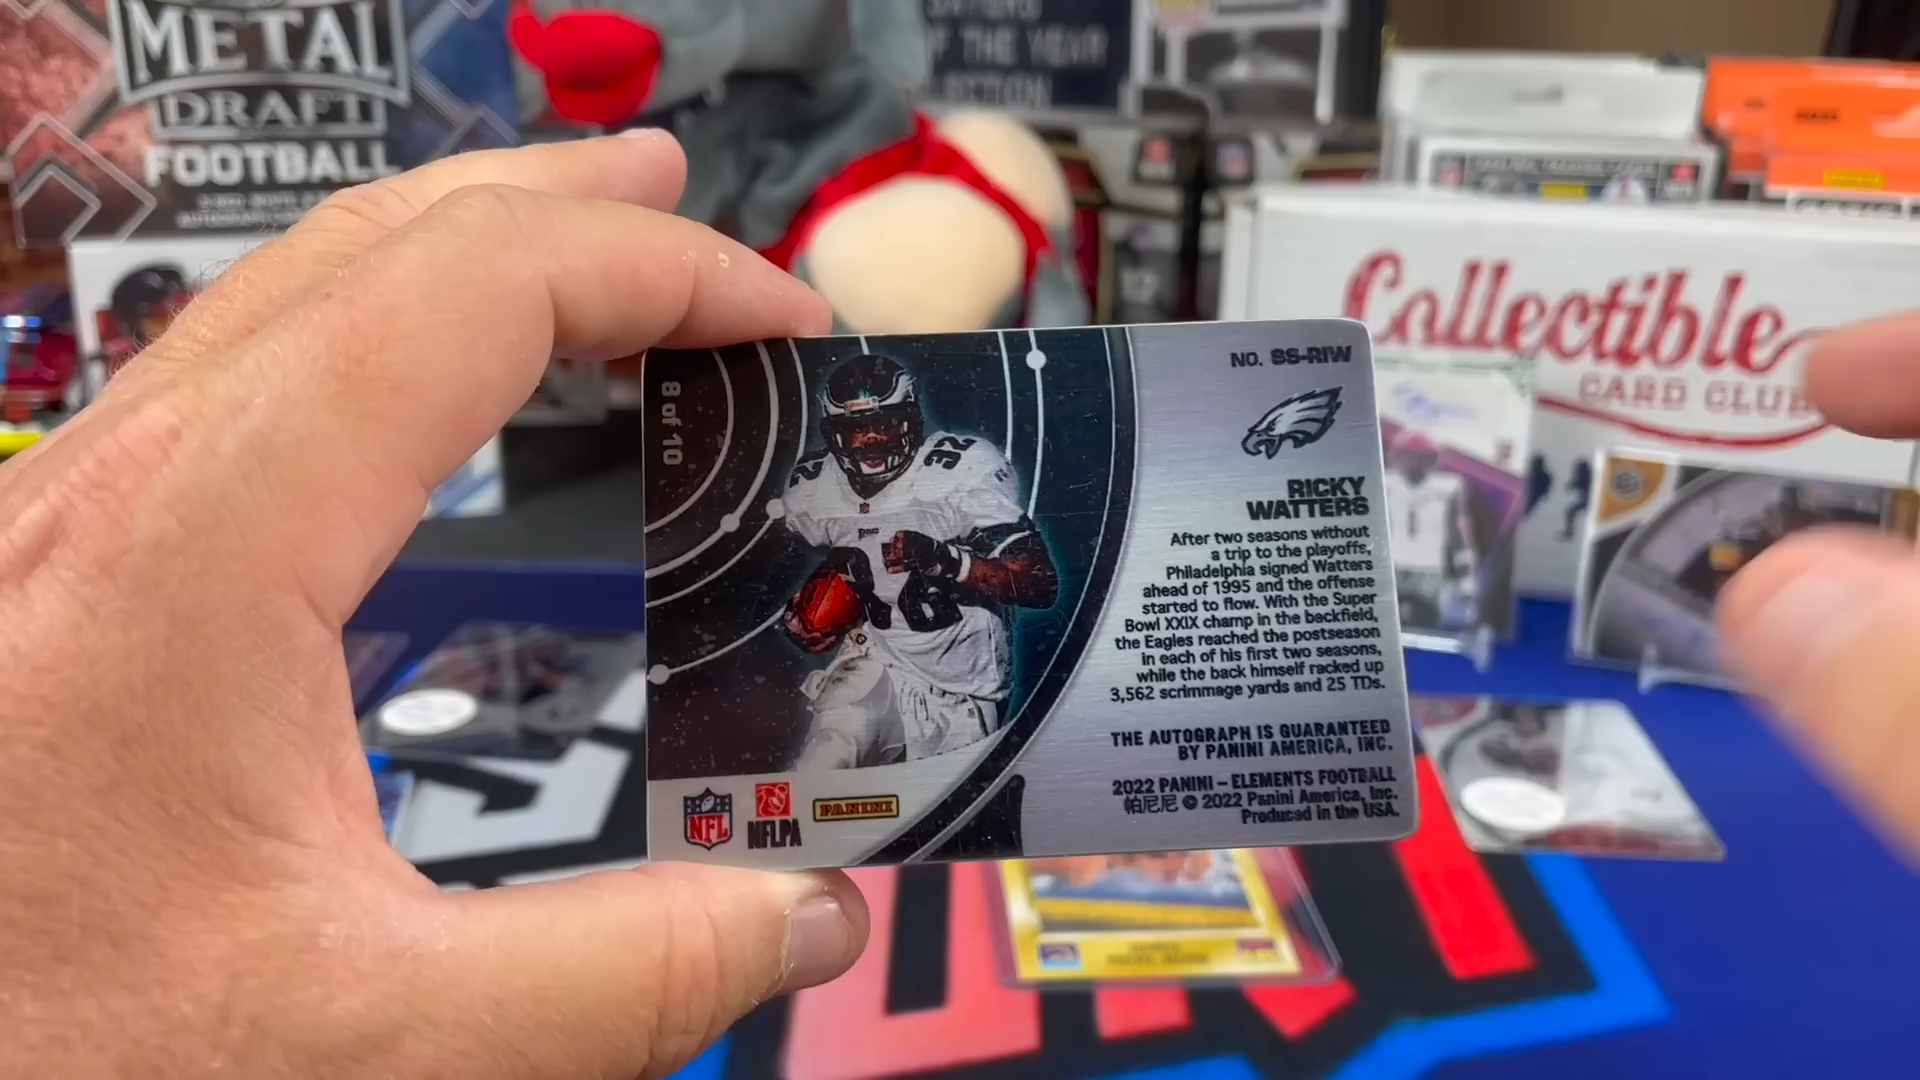 METAL
DRAFT
FOOTBALL
OF THE YEAR
Collectible
CARD CLUB
8 of 10
NO. SS-RIW
RICKY
WATTERS
After two seasons without
a trip to the playoffs,
Philadelphia signed Watters
ahead of 1995 and the offense
started to flow. With the Super
Bowl XXIX champ in the backfield,
the Eagles reached the postseason
in each of his first two seasons,
while the back himself racked up
3,562 scrimmage yards and 25 TDs.
THE AUTOGRAPH IS GUARANTEED
BY PANINI AMERICA, INC.
2022 PANINI – ELEMENTS FOOTBALL
帕尼尼 © 2022 Panini America, Inc.
Produced in the USA.
32
NFL
NFLPA
PANINI